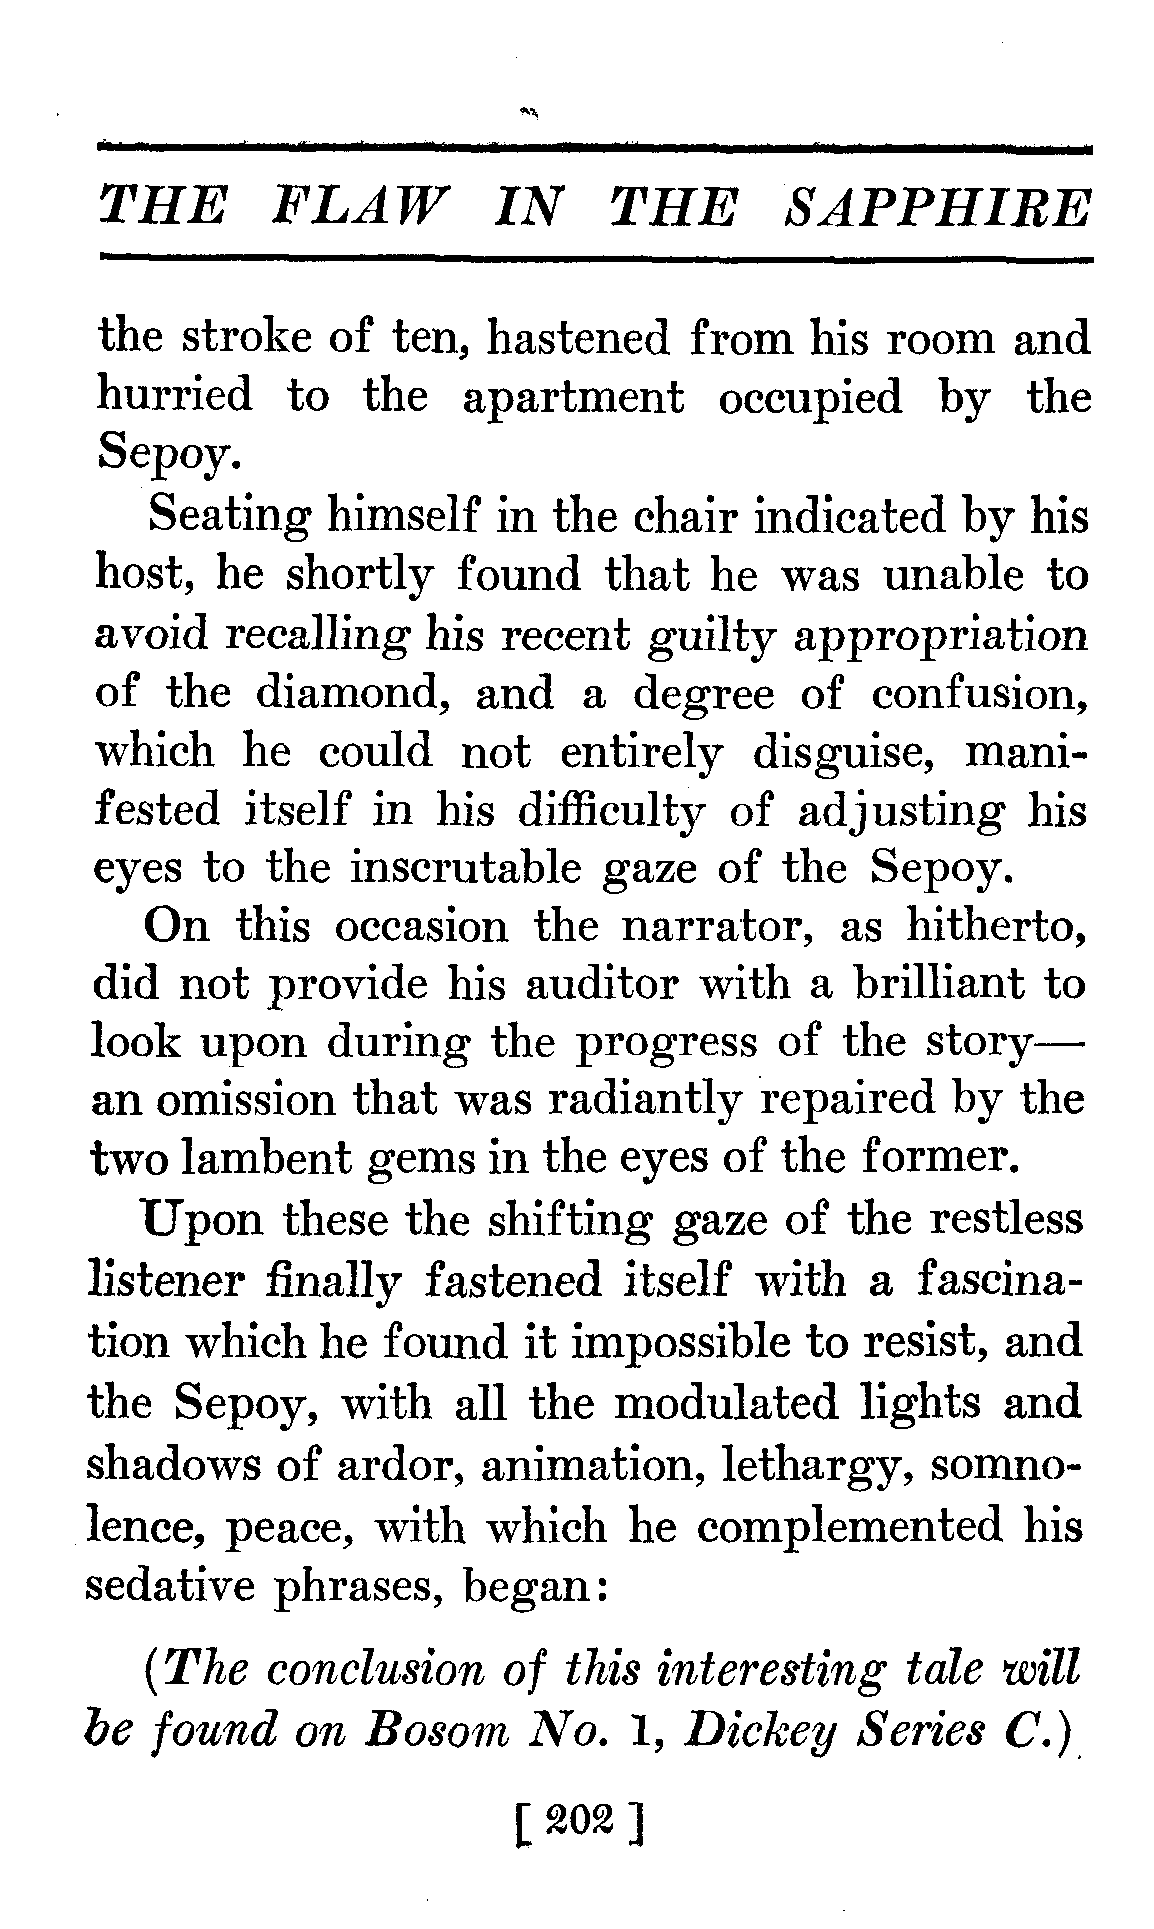 THE FLAW IN THE SAPPHIRE
the stroke of ten, hastened from his room and
hurried to the apartment occupied by the
Sepoy.
Seating himself in the chair indicated by his
host, he shortly found that he was unable to
avoid recalling his recent guilty appropriation
of the diamond, and a degree of confusion,
which he could not entirely disguise, mani-
fested itself in his difficulty of adjusting his
eyes to the inscrutable gaze of the Sepoy.
On this occasion the narrator, as hitherto,
did not provide his auditor with a brilliant to
look upon during the progress of the story—
an omission that was radiantly repaired by the
two lambent gems in the eyes of the former.
Upon these the shifting gaze of the restless
listener finally fastened itself with a fascina-
tion which he found it impossible to resist, and
the Sepoy, with all the modulated lights and
shadows of ardor, animation, lethargy, somno-
lence, peace, with which he complemented his
sedative phrases, began:
(The conclusion of this interesting tale will
be found on Bosom No. 1, Dickey Series C.)
[ 202 ]